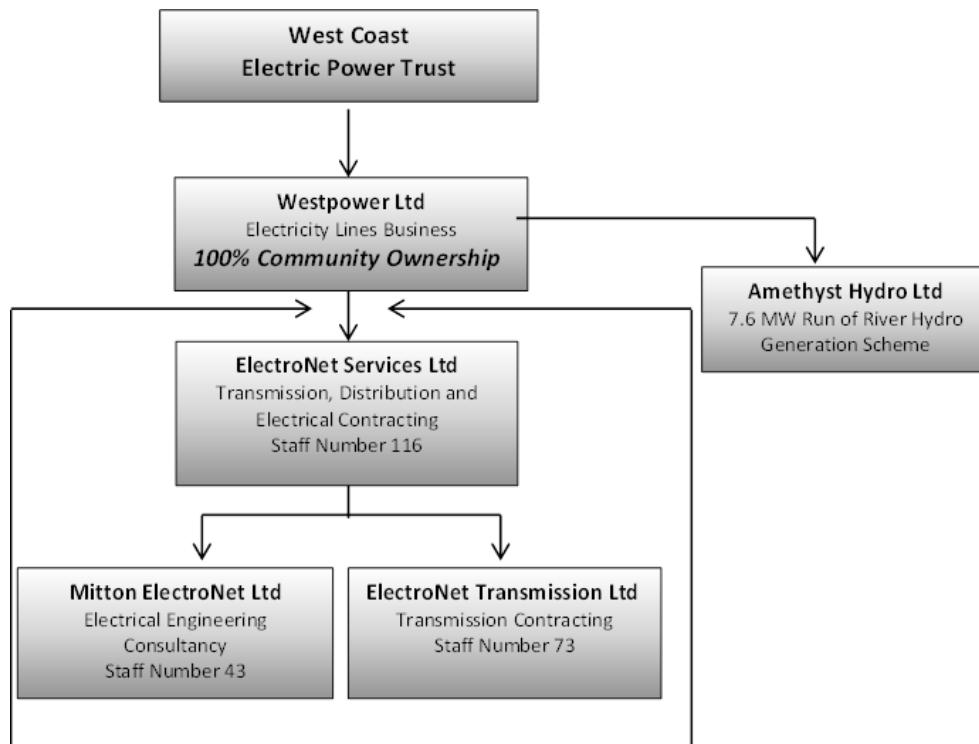 West Coast
Electric Power Trust
Westpower Ltd
Electricity Lines Business
100% Community Ownership
Amethyst Hydro Ltd
7.6 MW Run of River Hydro
Generation Scheme
ElectroNet Services Ltd
Transmission, Distribution and
Electrical Contracting
Staff Number 116
Mitton ElectroNet Ltd
Electrical Engineering
Consultancy
Staff Number 43
ElectroNet Transmission Ltd
Transmission Contracting
Staff Number 73